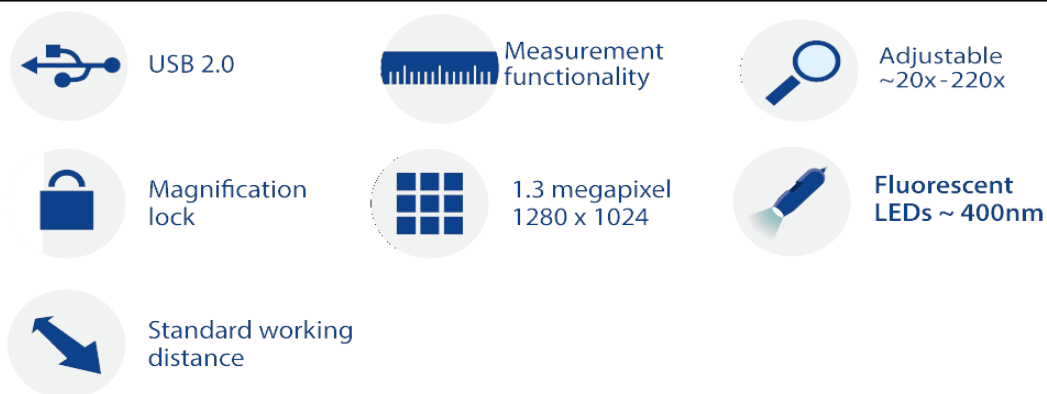 USB 2.0
Measurement
functionality
Adjustable
~20x-220x
Magnification
lock
1.3 megapixel
1280 x 1024
Fluorescent
LEDs ~ 400nm
Standard working
distance